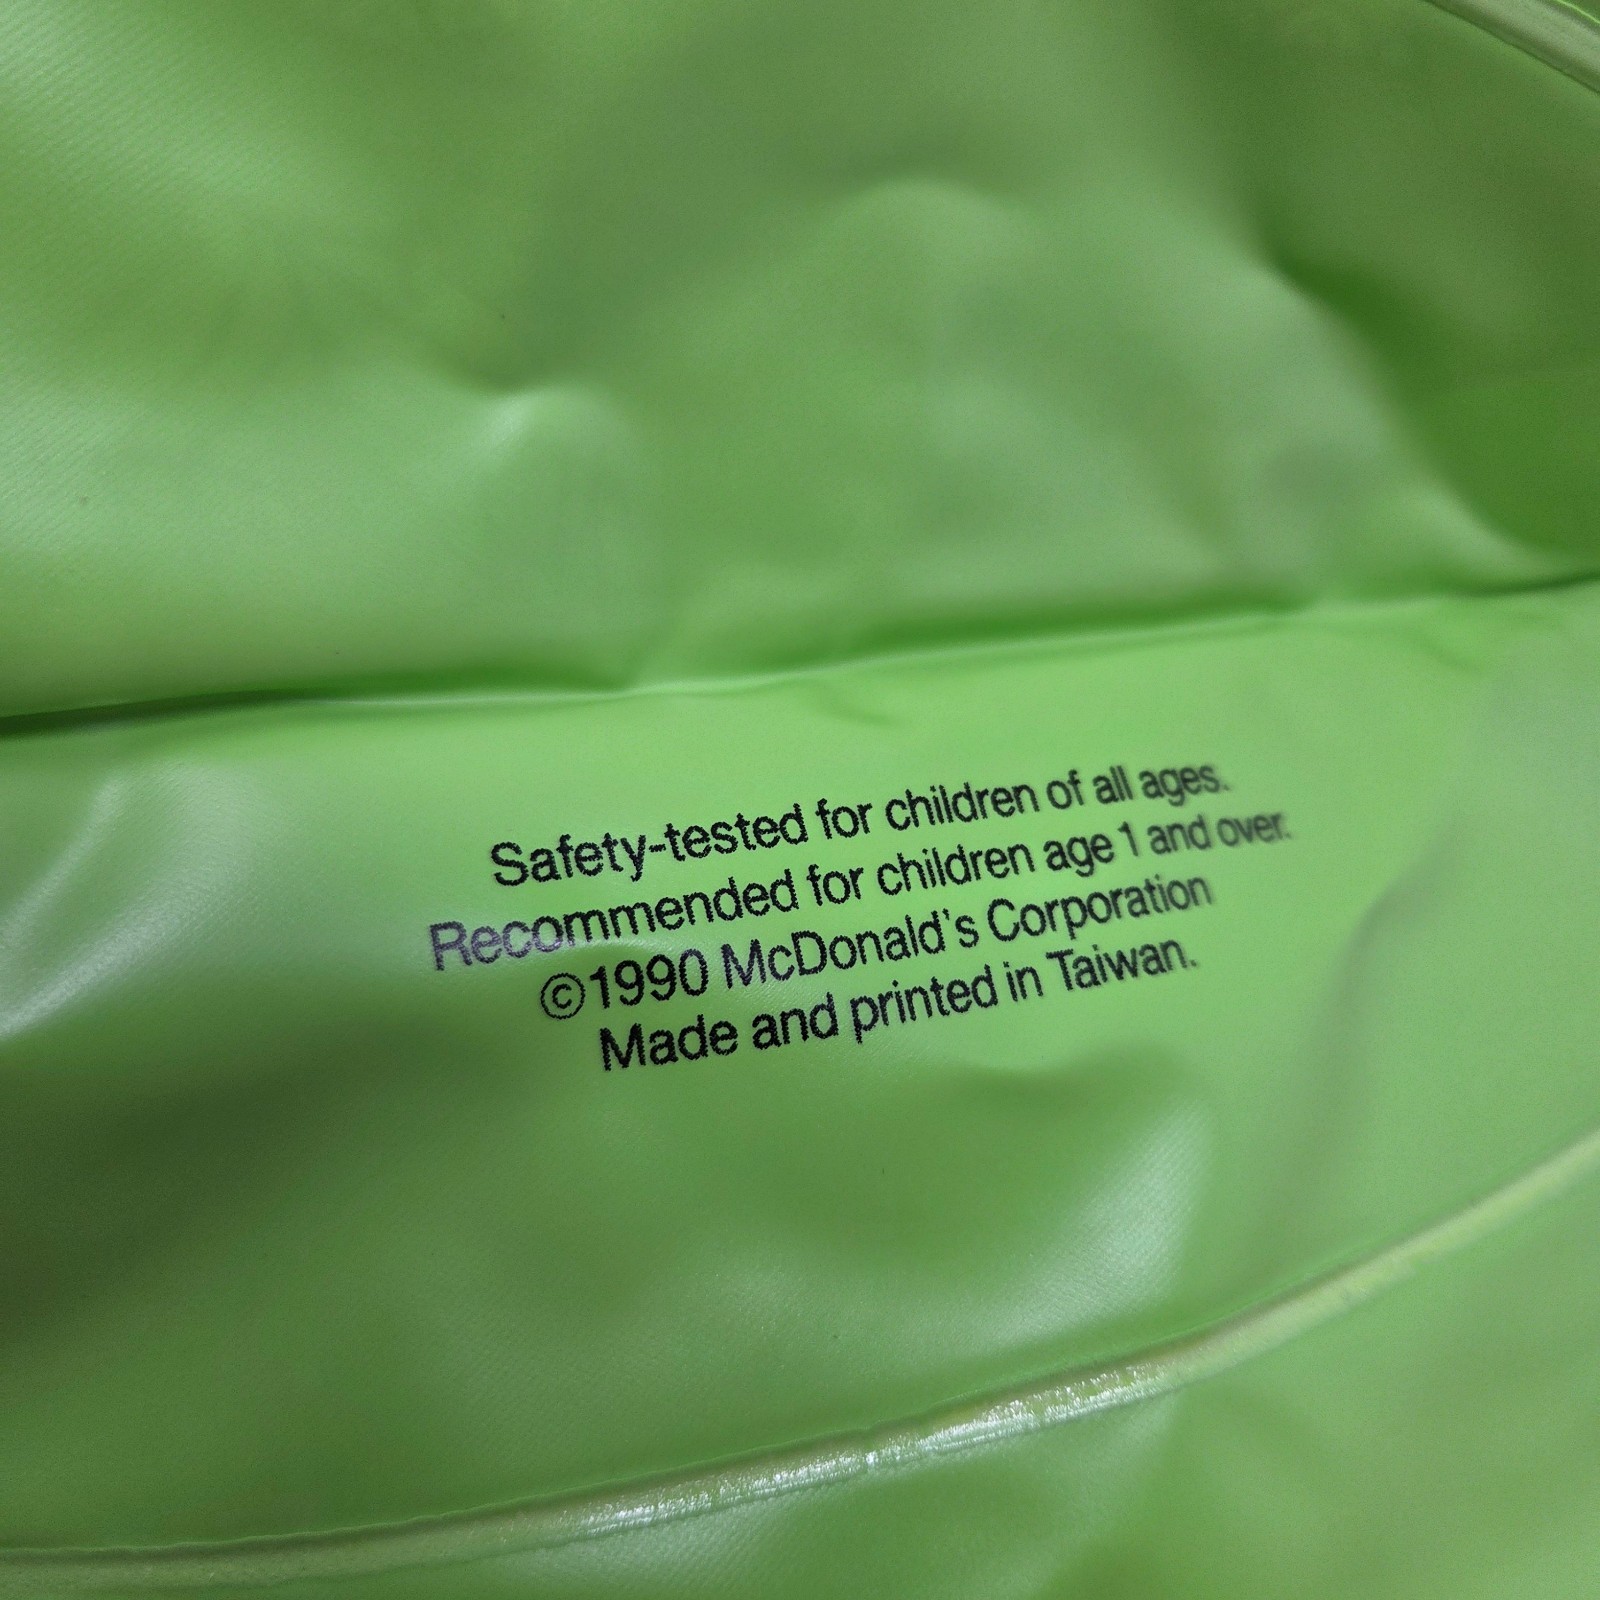 Safety-tested for children of all ages.
Recommended for children age 1 and over.
©1990 McDonald's Corporation
Made and printed in Taiwan.